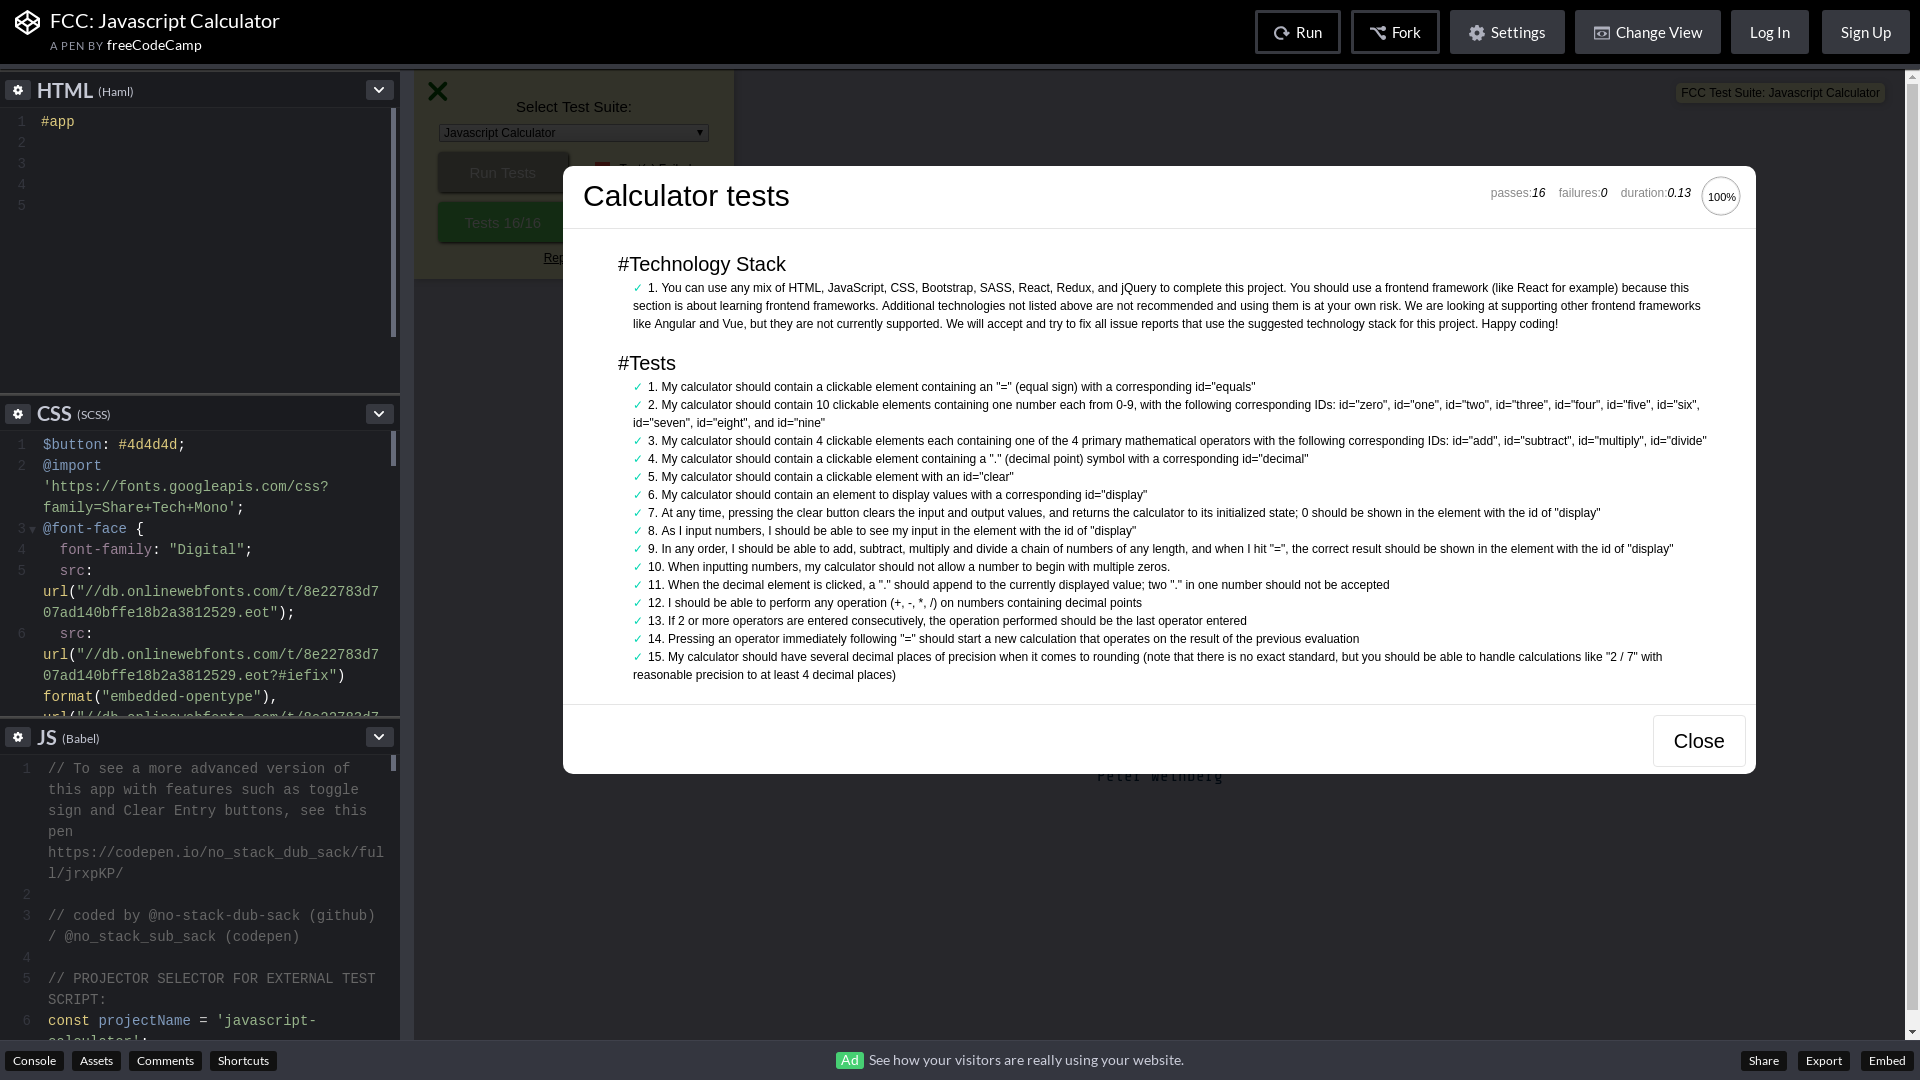 FCC: Javascript Calculator
A PEN BY freeCodeCamp
Run
Fork
Settings
Change View
Log In
Sign Up
HTML (Haml)
1 #app
2
3
4
5
CSS (SCSS)
1 $button: #4d4d4d;
2 @import
'https://fonts.googleapis.com/css?
family=Share+Tech+Mono';
3 @font-face {
4 font-family: "Digital";
5 src:
url("//db.onlinewebfonts.com/t/8e22783d7
07ad140bffe18b2a3812529.eot");
6 src:
url("//db.onlinewebfonts.com/t/8e22783d7
07ad140bffe18b2a3812529.eot?#iefix")
format("embedded-opentype"),
url("//db.onlinewebfonts.com/t/8e22783d7
JS (Babel)
1 // To see a more advanced version of
this app with features such as toggle
sign and Clear Entry buttons, see this
pen
https://codepen.io/no_stack_dub_sack/ful
l/jrxpKP/
2
3 // coded by @no-stack-dub-sack (github)
/ @no_stack_sub_sack (codepen)
4
5 // PROJECTOR SELECTOR FOR EXTERNAL TEST
SCRIPT:
6 const projectName = 'javascript-
calculator';
Select Test Suite:
Javascript Calculator
Run Tests
Tests 16/16
FCC Test Suite: Javascript Calculator
Calculator tests
passes:16 failures:0 duration:0.13 100%
#Technology Stack
✓ 1. You can use any mix of HTML, JavaScript, CSS, Bootstrap, SASS, React, Redux, and jQuery to complete this project. You should use a frontend framework (like React for example) because this
section is about learning frontend frameworks. Additional technologies not listed above are not recommended and using them is at your own risk. We are looking at supporting other frontend frameworks
like Angular and Vue, but they are not currently supported. We will accept and try to fix all issue reports that use the suggested technology stack for this project. Happy coding!
#Tests
✓ 1. My calculator should contain a clickable element containing an "=" (equal sign) with a corresponding id="equals"
✓ 2. My calculator should contain 10 clickable elements containing one number each from 0-9, with the following corresponding IDs: id="zero", id="one", id="two", id="three", id="four", id="five", id="six",
id="seven", id="eight", and id="nine"
✓ 3. My calculator should contain 4 clickable elements each containing one of the 4 primary mathematical operators with the following corresponding IDs: id="add", id="subtract", id="multiply", id="divide"
✓ 4. My calculator should contain a clickable element containing a "." (decimal point) symbol with a corresponding id="decimal"
✓ 5. My calculator should contain a clickable element with an id="clear"
✓ 6. My calculator should contain an element to display values with a corresponding id="display"
✓ 7. At any time, pressing the clear button clears the input and output values, and returns the calculator to its initialized state; 0 should be shown in the element with the id of "display"
✓ 8. As I input numbers, I should be able to see my input in the element with the id of "display"
✓ 9. In any order, I should be able to add, subtract, multiply and divide a chain of numbers of any length, and when I hit "=", the correct result should be shown in the element with the id of "display"
✓ 10. When inputting numbers, my calculator should not allow a number to begin with multiple zeros.
✓ 11. When the decimal element is clicked, a "." should append to the currently displayed value; two "." in one number should not be accepted
✓ 12. I should be able to perform any operation (+, -, *, /) on numbers containing decimal points
✓ 13. If 2 or more operators are entered consecutively, the operation performed should be the last operator entered
✓ 14. Pressing an operator immediately following "=" should start a new calculation that operates on the result of the previous evaluation
✓ 15. My calculator should have several decimal places of precision when it comes to rounding (note that there is no exact standard, but you should be able to handle calculations like "2 / 7" with
reasonable precision to at least 4 decimal places)
Close
Peter Weinberg
Console
Assets
Comments
Shortcuts
Ad See how your visitors are really using your website.
Share
Export
Embed